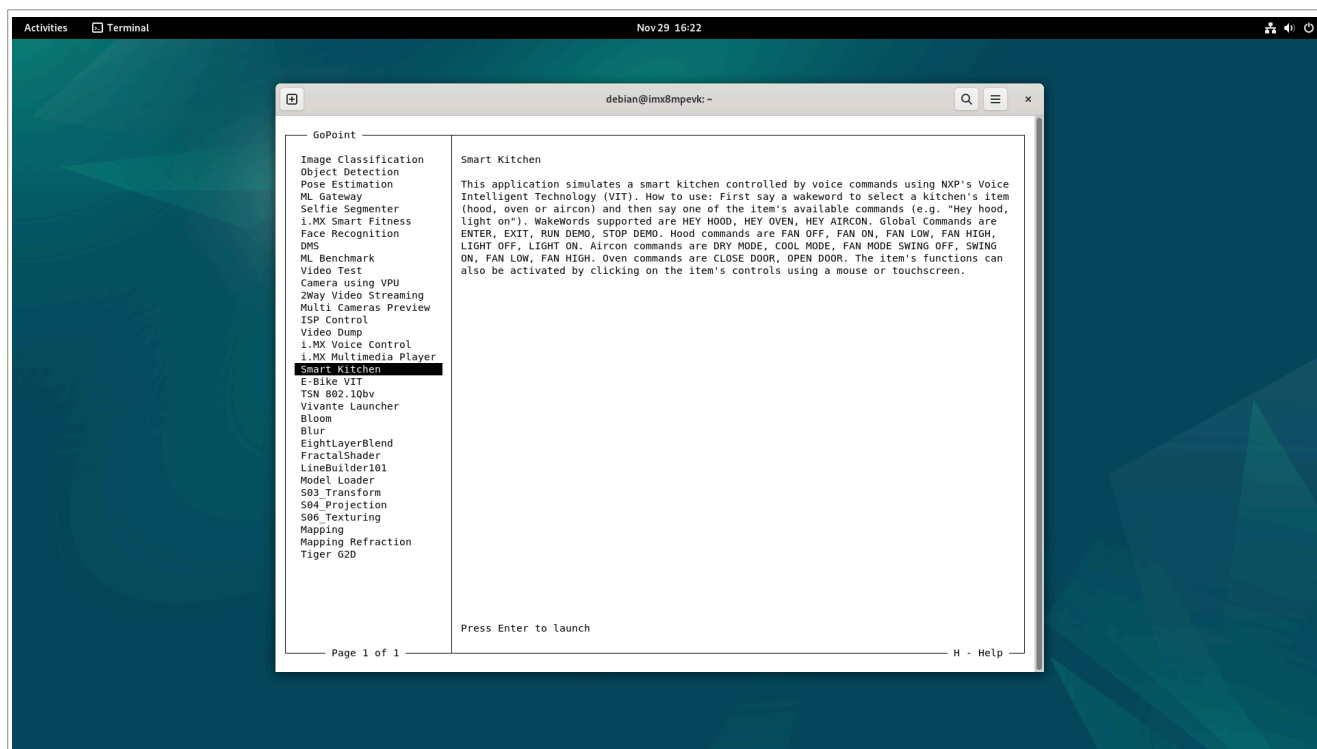 Activities
Terminal
Nov 29 16:22
debian@imx8mpevk: ~
GoPoint
Image Classification
Object Detection
Pose Estimation
ML Gateway
Selfie Segmenter
i.MX Smart Fitness
Face Recognition
DMS
ML Benchmark
Video Test
Camera using VPU
2Way Video Streaming
Multi Cameras Preview
ISP Control
Video Dump
i.MX Voice Control
i.MX Multimedia Player
Smart Kitchen
E-Bike VIT
TSN 802.1Qbv
Vivante Launcher
Bloom
Blur
EightLayerBlend
FractalShader
LineBuilder101
Model Loader
S03_Transform
S04_Projection
S06_Texturing
Mapping
Mapping Refraction
Tiger G2D
Page 1 of 1
Smart Kitchen
This application simulates a smart kitchen controlled by voice commands using NXP's Voice
Intelligent Technology (VIT). How to use: First say a wakeword to select a kitchen's item
(hood, oven or aircon) and then say one of the item's available commands (e.g. "Hey hood,
light on"). WakeWords supported are HEY HOOD, HEY OVEN, HEY AIRCON. Global Commands are
ENTER, EXIT, RUN DEMO, STOP DEMO. Hood commands are FAN OFF, FAN ON, FAN LOW, FAN HIGH,
LIGHT OFF, LIGHT ON. Aircon commands are DRY MODE, COOL MODE, FAN MODE SWING OFF, SWING
ON, FAN LOW, FAN HIGH. Oven commands are CLOSE DOOR, OPEN DOOR. The item's functions can
also be activated by clicking on the item's controls using a mouse or touchscreen.
Press Enter to launch
H - Help